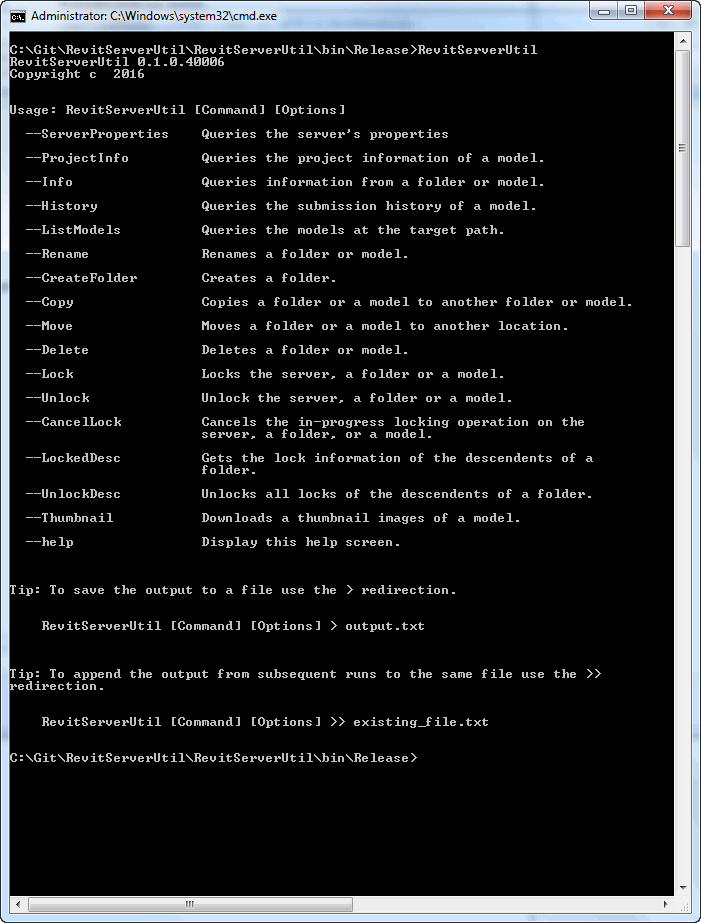 Administrator: C:\Windows\system32\cmd.exe
C:\Git\RevitServerUtil\RevitServerUtil\bin\Release>RevitServerUtil
RevitServerUtil 0.1.0.40006
Copyright c  2016
Usage: RevitServerUtil [Command] [Options]
--ServerProperties    Queries the server's properties
--ProjectInfo         Queries the project information of a model.
--Info                Queries information from a folder or model.
--History             Queries the submission history of a model.
--ListModels          Queries the models at the target path.
--Rename              Renames a folder or model.
--CreateFolder        Creates a folder.
--Copy                Copies a folder or a model to another folder or model.
--Move                Moves a folder or a model to another location.
--Delete              Deletes a folder or model.
--Lock                Locks the server, a folder or a model.
--Unlock              Unlock the server, a folder or a model.
--CancelLock          Cancels the in-progress locking operation on the
server, a folder, or a model.
--LockedDesc          Gets the lock information of the descendents of a
folder.
--UnlockDesc          Unlocks all locks of the descendents of a folder.
--Thumbnail           Downloads a thumbnail images of a model.
--help                Display this help screen.
Tip: To save the output to a file use the > redirection.
RevitServerUtil [Command] [Options] > output.txt
Tip: To append the output from subsequent runs to the same file use the >>
redirection.
RevitServerUtil [Command] [Options] >> existing_file.txt
C:\Git\RevitServerUtil\RevitServerUtil\bin\Release>